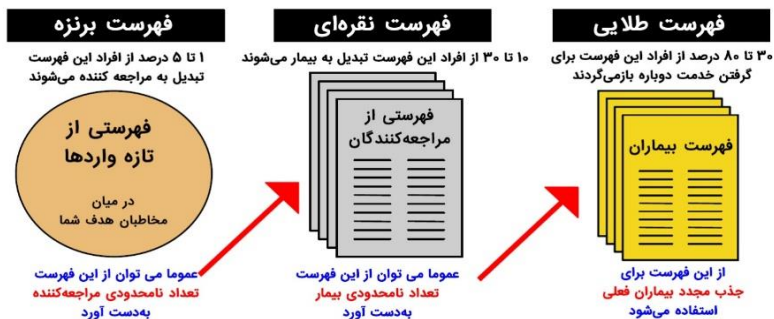 فهرست طلایی
۳۰ تا ۸۰ درصد از افراد این فهرست برای
گرفتن خدمت دوباره بازمی‌گردند
فهرست بیماران
از این فهرست برای
جذب مجدد بیماران فعلی
استفاده می‌شود
فهرست نقره‌ای
۱۰ تا ۳۰ از افراد این فهرست تبدیل به بیمار می‌شوند
فهرستی از
مراجعه‌کنندگان
عموما می توان از این فهرست
تعداد نامحدودی بیمار
به‌دست آورد
فهرست برنزه
۱ تا ۵ درصد از افراد این فهرست
تبدیل به مراجعه کننده می‌شوند
فهرستی از
تازه واردها
در میان
مخاطبان هدف شما
عموما می توان از این فهرست
تعداد نامحدودی مراجعه‌کننده
به‌دست آورد